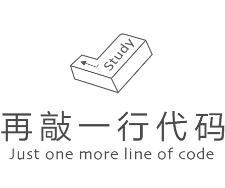 Study
再敲一行代码
Just one more line of code